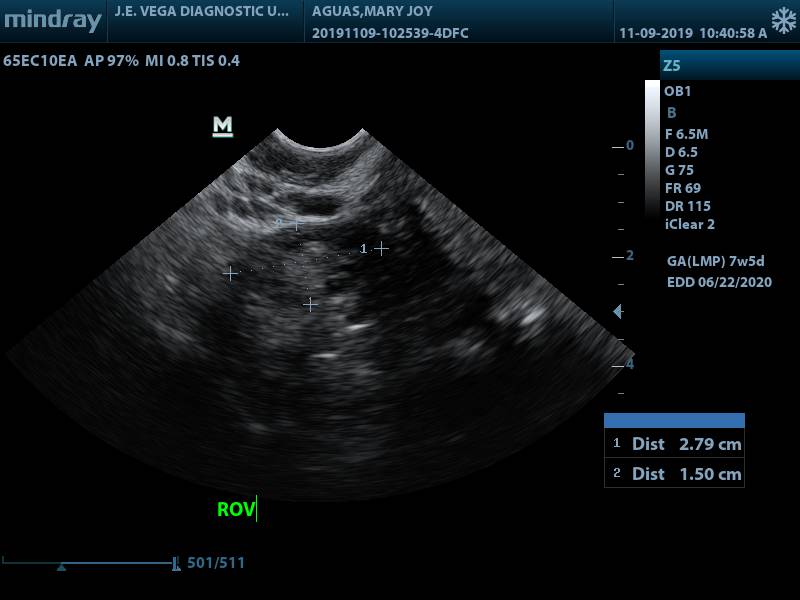 mindray
J.E. VEGA DIAGNOSTIC U...
AGUAS,MARY JOY
20191109-102539-4DFC
11-09-2019 10:40:58 A
65EC10EA AP 97% MI 0.8 TIS 0.4
Z5
M
OB1
B
F 6.5M
D 6.5
G 75
FR 69
DR 115
iClear 2
GA(LMP) 7w5d
EDD 06/22/2020
0
2
4
2
1
1 Dist 2.79 cm
2 Dist 1.50 cm
ROV
501/511